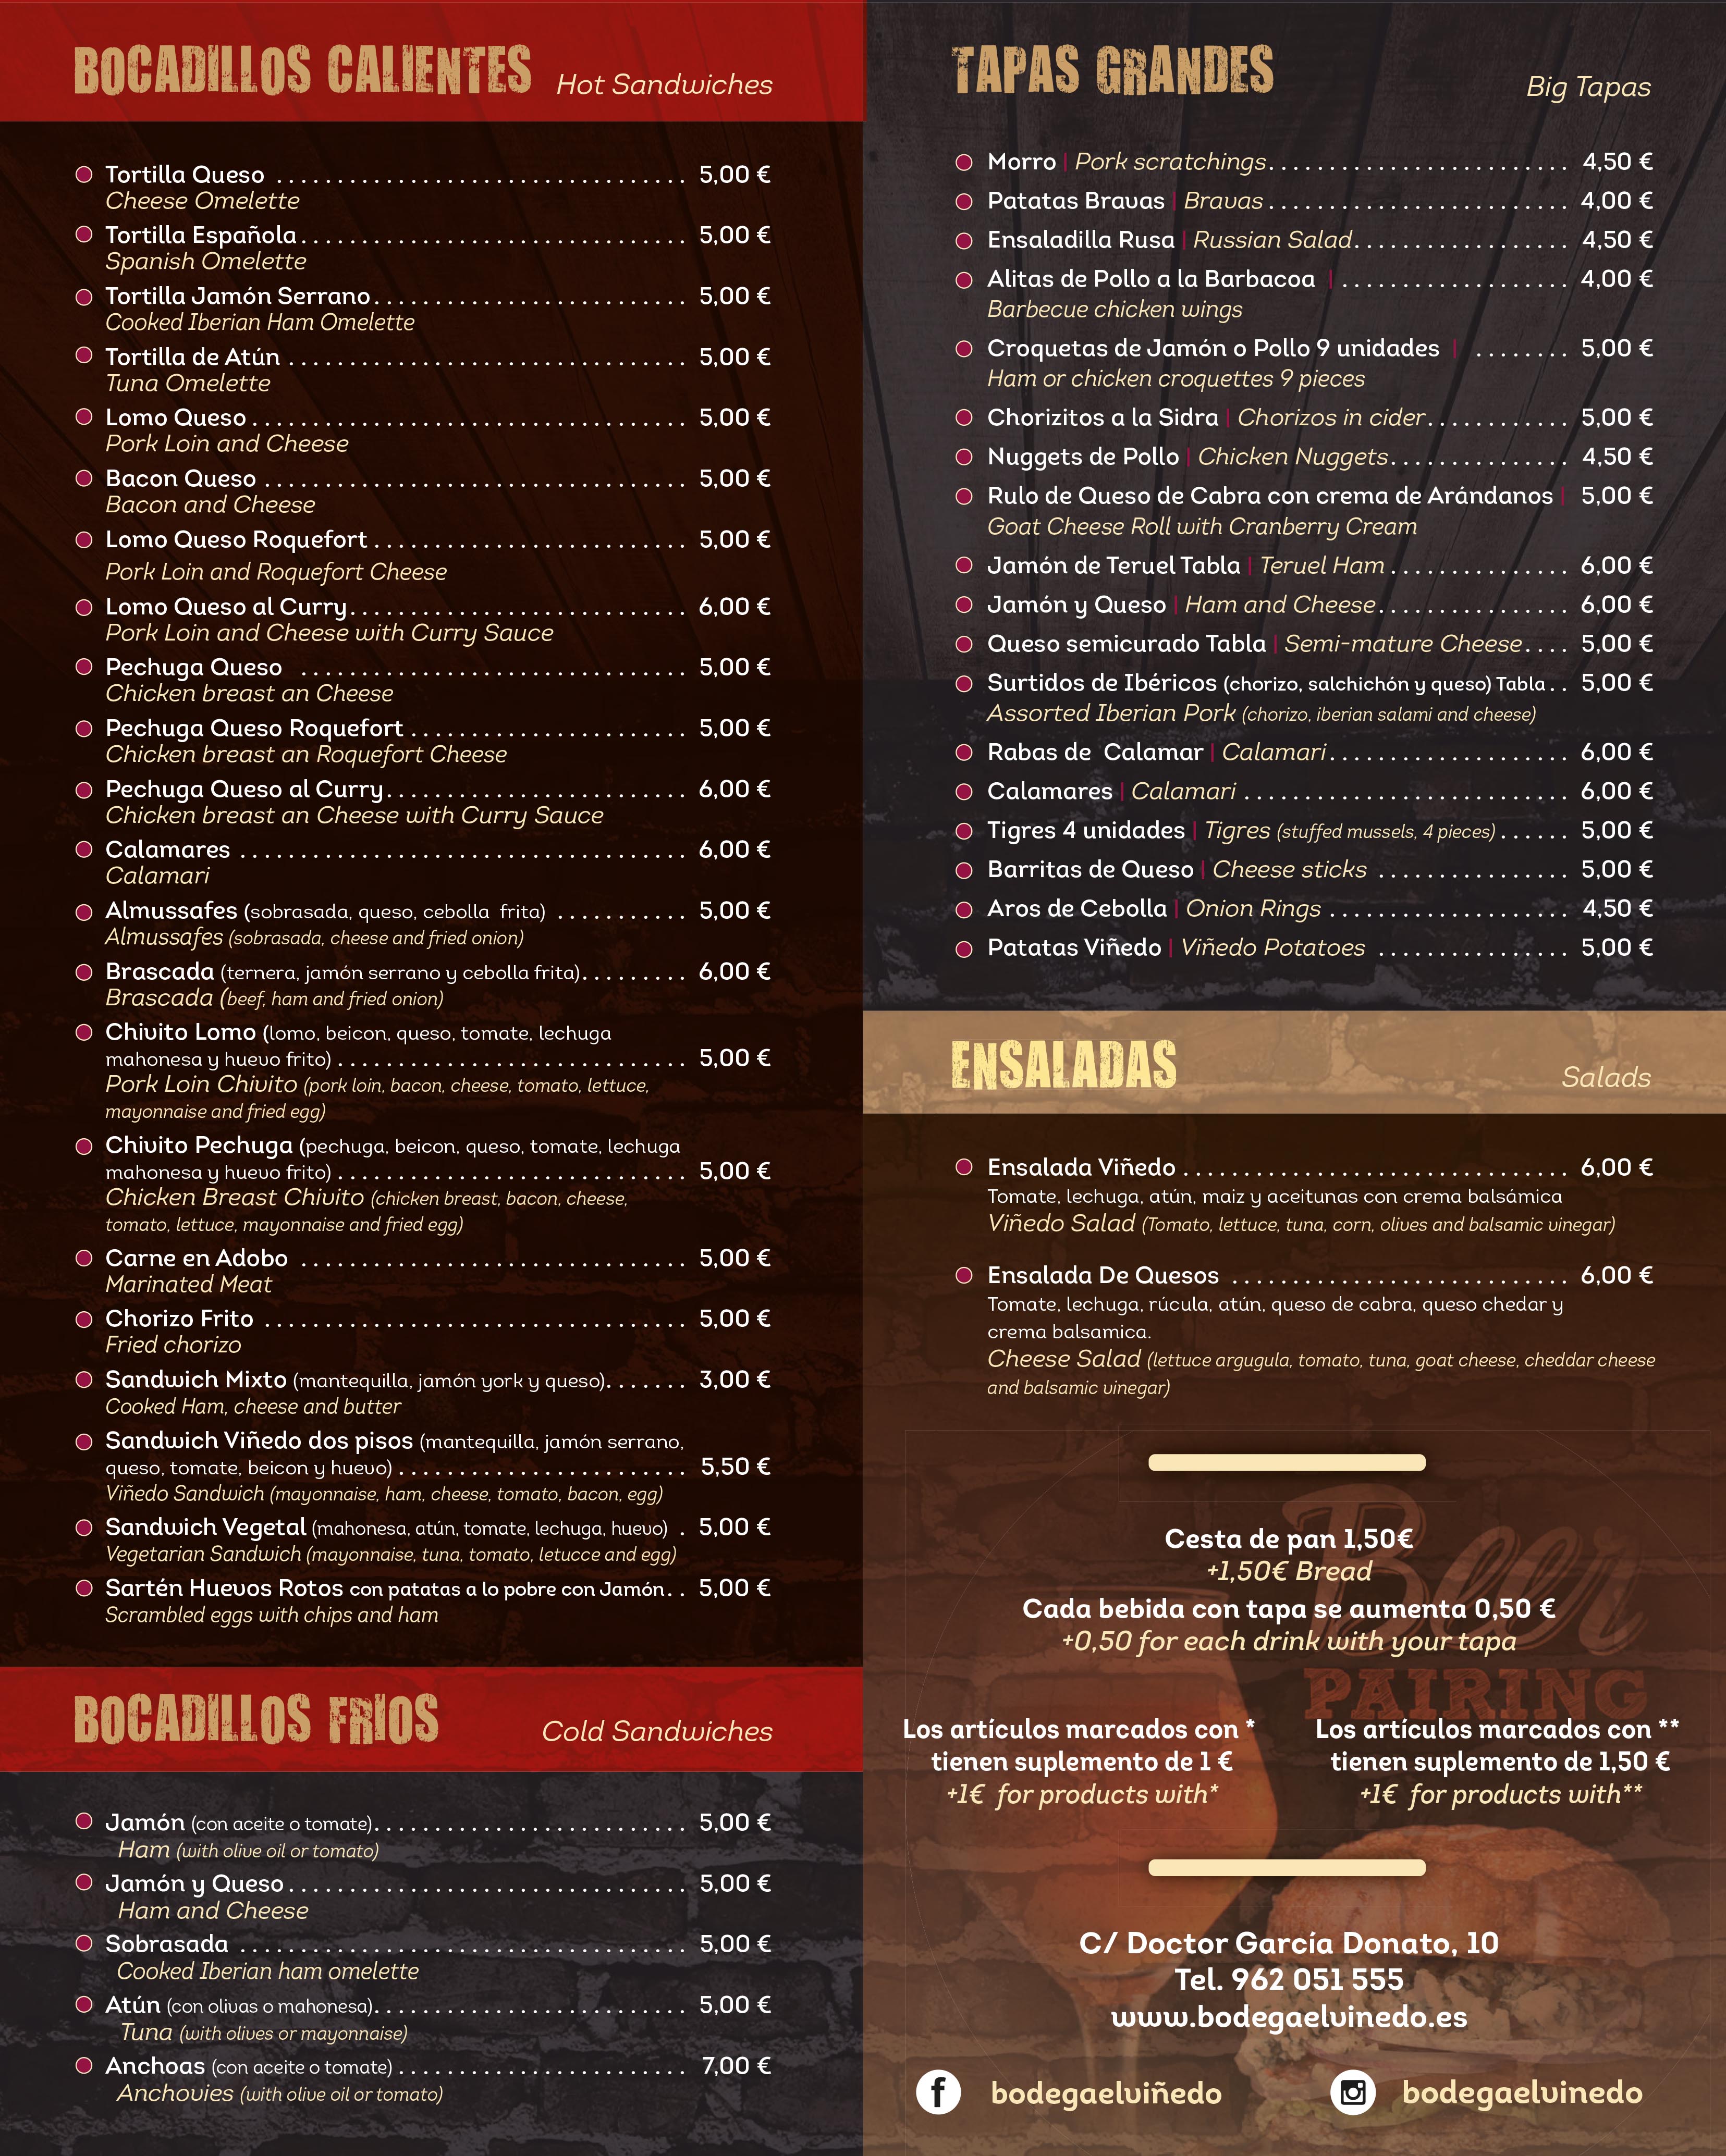 BOCADILLOS CALIENTES Hot Sandwiches
Tortilla Queso 5,00 €
Cheese Omelette
Tortilla Española 5,00 €
Spanish Omelette
Tortilla Jamón Serrano 5,00 €
Cooked Iberian Ham Omelette
Tortilla de Atún 5,00 €
Tuna Omelette
Lomo Queso 5,00 €
Pork Loin and Cheese
Bacon Queso 5,00 €
Bacon and Cheese
Lomo Queso Roquefort 5,00 €
Pork Loin and Roquefort Cheese
Lomo Queso al Curry 6,00 €
Pork Loin and Cheese with Curry Sauce
Pechuga Queso 5,00 €
Chicken breast an Cheese
Pechuga Queso Roquefort 5,00 €
Chicken breast an Roquefort Cheese
Pechuga Queso al Curry 6,00 €
Chicken breast an Cheese with Curry Sauce
Calamares 6,00 €
Calamari
Almussafes (sobrasada, queso, cebolla frita) 5,00 €
Almussafes (sobrasada, cheese and fried onion)
Brascada (ternera, jamón serrano y cebolla frita) 6,00 €
Brascada (beef, ham and fried onion)
Chivito Lomo (lomo, beicon, queso, tomate, lechuga
mahonesa y huevo frito) 5,00 €
Pork Loin Chivito (pork loin, bacon, cheese, tomato, lettuce,
mayonnaise and fried egg)
Chivito Pechuga (pechuga, beicon, queso, tomate, lechuga
mahonesa y huevo frito) 5,00 €
Chicken Breast Chivito (chicken breast, bacon, cheese,
tomato, lettuce, mayonnaise and fried egg)
Carne en Adobo 5,00 €
Marinated Meat
Chorizo Frito 5,00 €
Fried chorizo
Sandwich Mixto (mantequilla, jamón york y queso) 3,00 €
Cooked Ham, cheese and butter
Sandwich Viñedo dos pisos (mantequilla, jamón serrano,
queso, tomate, beicon y huevo) 5,50 €
Viñedo Sandwich (mayonnaise, ham, cheese, tomato, bacon, egg)
Sandwich Vegetal (mahonesa, atún, tomate, lechuga, huevo) 5,00 €
Vegetarian Sandwich (mayonnaise, tuna, tomato, letucce and egg)
Sartén Huevos Rotos con patatas a lo pobre con Jamón 5,00 €
Scrambled eggs with chips and ham
BOCADILLOS FRIOS Cold Sandwiches
Jamón (con aceite o tomate) 5,00 €
Ham (with olive oil or tomato)
Jamón y Queso 5,00 €
Ham and Cheese
Sobrasada 5,00 €
Cooked Iberian ham omelette
Atún (con olivas o mahonesa) 5,00 €
Tuna (with olives or mayonnaise)
Anchoas (con aceite o tomate) 7,00 €
Anchovies (with olive oil or tomato)
TAPAS GRANDES Big Tapas
Morro | Pork scratchings 4,50 €
Patatas Bravas | Bravas 4,00 €
Ensaladilla Rusa | Russian Salad 4,50 €
Alitas de Pollo a la Barbacoa | 4,00 €
Barbecue chicken wings
Croquetas de Jamón o Pollo 9 unidades | 5,00 €
Ham or chicken croquettes 9 pieces
Chorizitos a la Sidra | Chorizos in cider 5,00 €
Nuggets de Pollo | Chicken Nuggets 4,50 €
Rulo de Queso de Cabra con crema de Arándanos | 5,00 €
Goat Cheese Roll with Cranberry Cream
Jamón de Teruel Tabla | Teruel Ham 6,00 €
Jamón y Queso | Ham and Cheese 6,00 €
Queso semicurado Tabla | Semi-mature Cheese 5,00 €
Surtidos de Ibéricos (chorizo, salchichón y queso) Tabla 5,00 €
Assorted Iberian Pork (chorizo, iberian salami and cheese)
Rabas de Calamar | Calamari 6,00 €
Calamares | Calamari 6,00 €
Tigres 4 unidades | Tigres (stuffed mussels, 4 pieces) 5,00 €
Barritas de Queso | Cheese sticks 5,00 €
Aros de Cebolla | Onion Rings 4,50 €
Patatas Viñedo | Viñedo Potatoes 5,00 €
ENSALADAS Salads
Ensalada Viñedo 6,00 €
Tomate, lechuga, atún, maiz y aceitunas con crema balsámica
Viñedo Salad (Tomato, lettuce, tuna, corn, olives and balsamic vinegar)
Ensalada De Quesos 6,00 €
Tomate, lechuga, rúcula, atún, queso de cabra, queso chedar y
crema balsamica.
Cheese Salad (lettuce argugula, tomato, tuna, goat cheese, cheddar cheese
and balsamic vinegar)
Cesta de pan 1,50€
+1,50€ Bread
Cada bebida con tapa se aumenta 0,50 €
+0,50 for each drink with your tapa
Beer
PAIRING
Los artículos marcados con *
tienen suplemento de 1 €
+1€ for products with*
Los artículos marcados con **
tienen suplemento de 1,50 €
+1€ for products with**
C/ Doctor García Donato, 10
Tel. 962 051 555
www.bodegaelvinedo.es
bodegaelviñedo
bodegaelvinedo